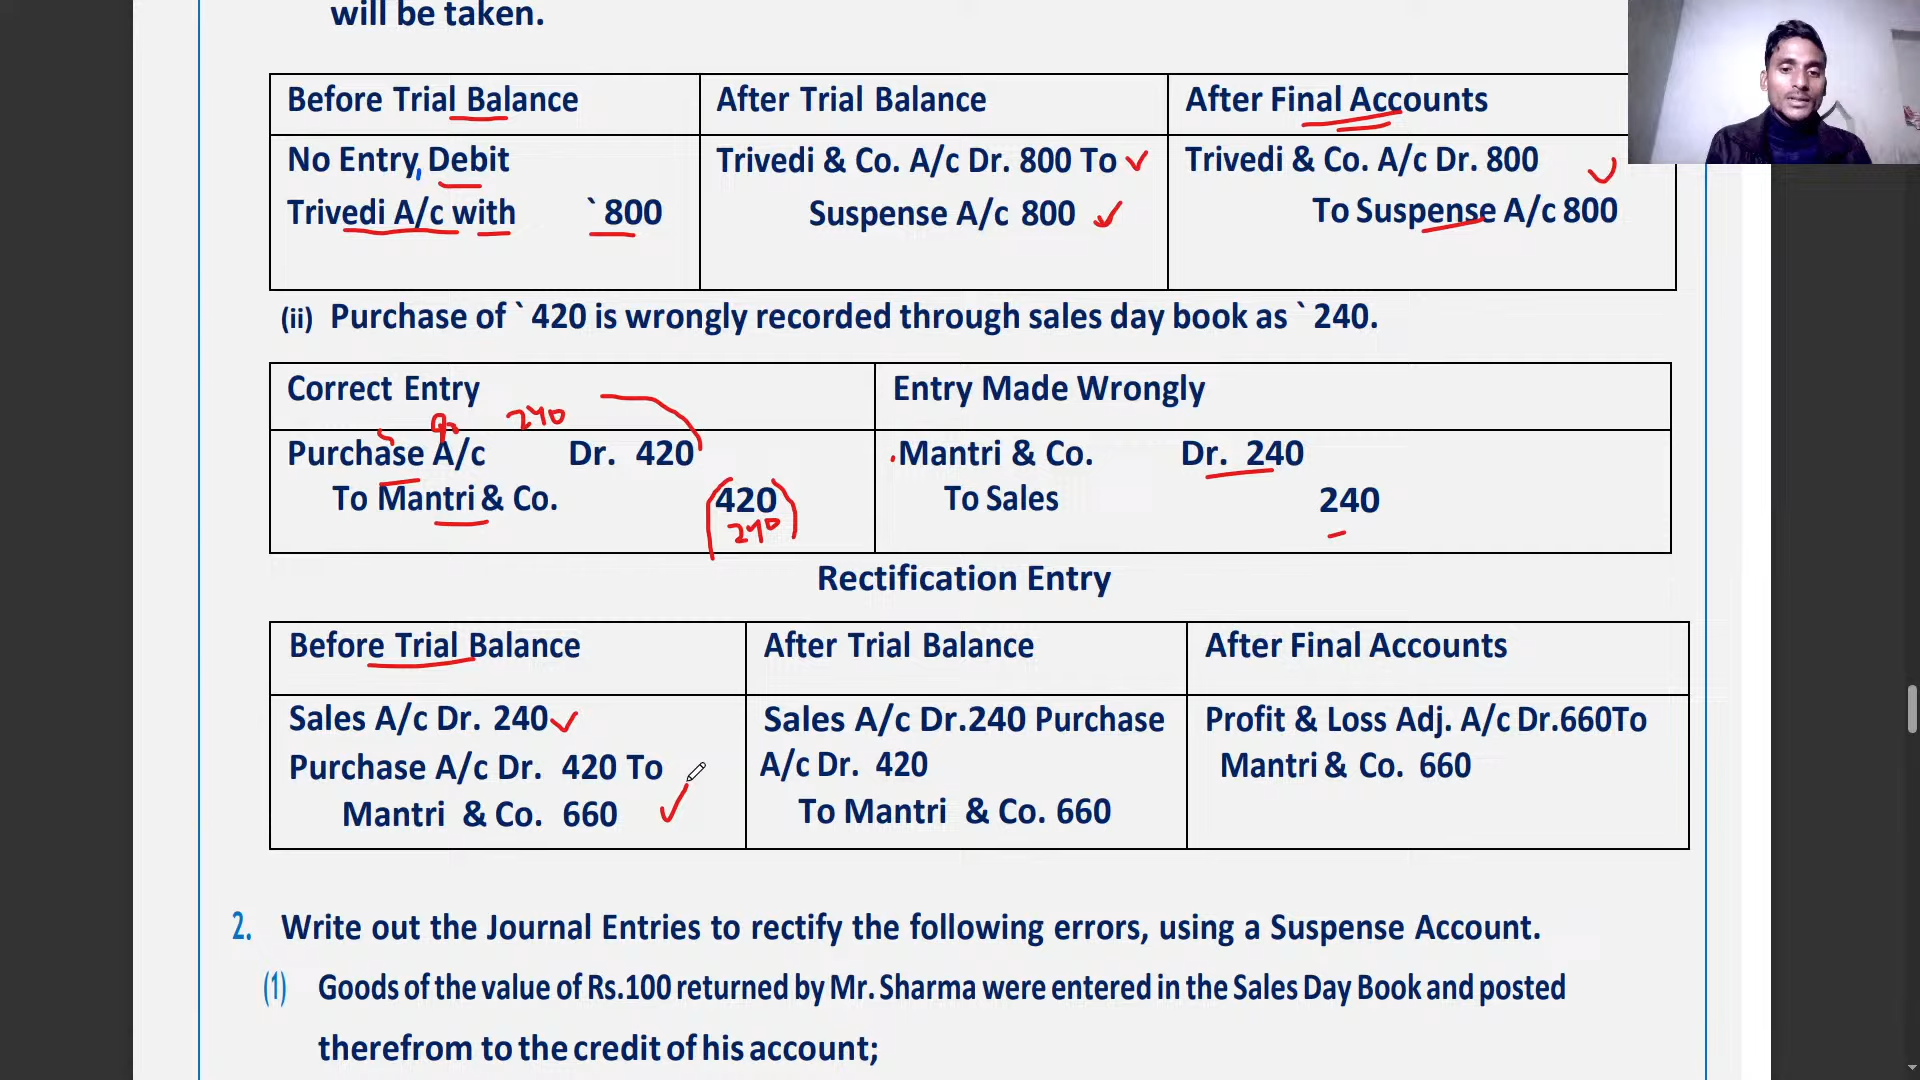 will be taken.
Before Trial Balance After Trial Balance After Final Accounts
No Entry, Debit Trivedi & Co. A/c Dr. 800 To Trivedi & Co. A/c Dr. 800
Trivedi A/c with `800 Suspense A/c 800 To Suspense A/c 800
(ii) Purchase of `420 is wrongly recorded through sales day book as `240.
Correct Entry Entry Made Wrongly
240
Purchase A/c Dr. 420 Mantri & Co. Dr. 240
To Mantri & Co. 420 To Sales 240
240
Rectification Entry
Before Trial Balance After Trial Balance After Final Accounts
Sales A/c Dr. 240 Sales A/c Dr.240 Purchase Profit & Loss Adj. A/c Dr.660To
Purchase A/c Dr. 420 To A/c Dr. 420 Mantri & Co. 660
Mantri & Co. 660 To Mantri & Co. 660
2. Write out the Journal Entries to rectify the following errors, using a Suspense Account.
(1) Goods of the value of Rs.100 returned by Mr. Sharma were entered in the Sales Day Book and posted
therefrom to the credit of his account;